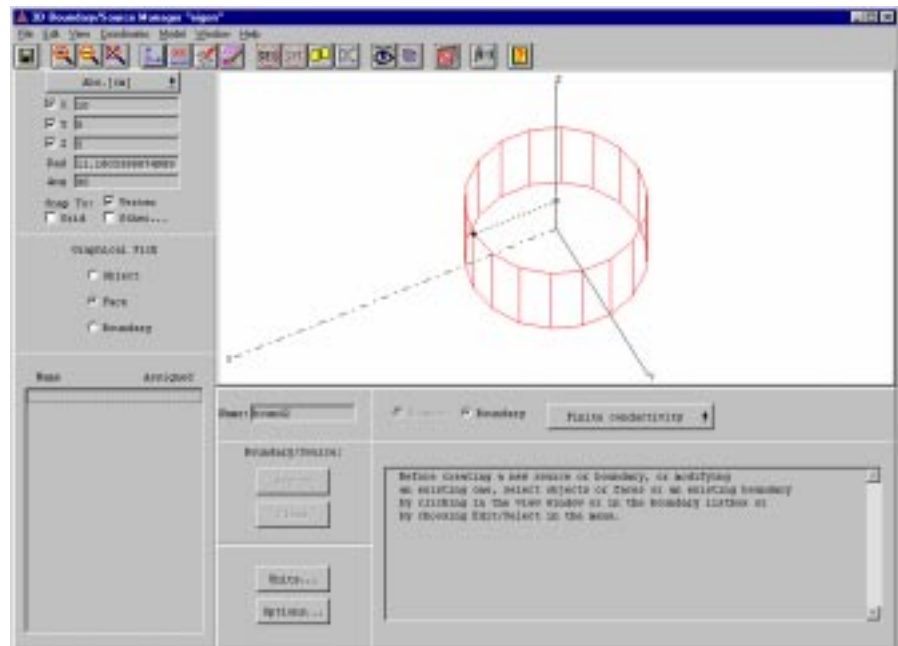 3D Boundary/Source Manager "eigen"
File Edit View Coordinates Model Window Help
Abs.[cm]
X 10
Y
Z
Rad
Ang
Snap To: Vertex
Grid Other...
Graphical Pick
Object
Face
Boundary
Name Assigned
Z
X
Y
Name: bound2
Boundary
Finite conductivity
Boundary/Source:
Before creating a new source or boundary, or modifying
an existing one, select objects or faces or an existing boundary
by clicking in the view window or in the boundary listbox or
by choosing Edit/Select in the menu.
Units...
Options...